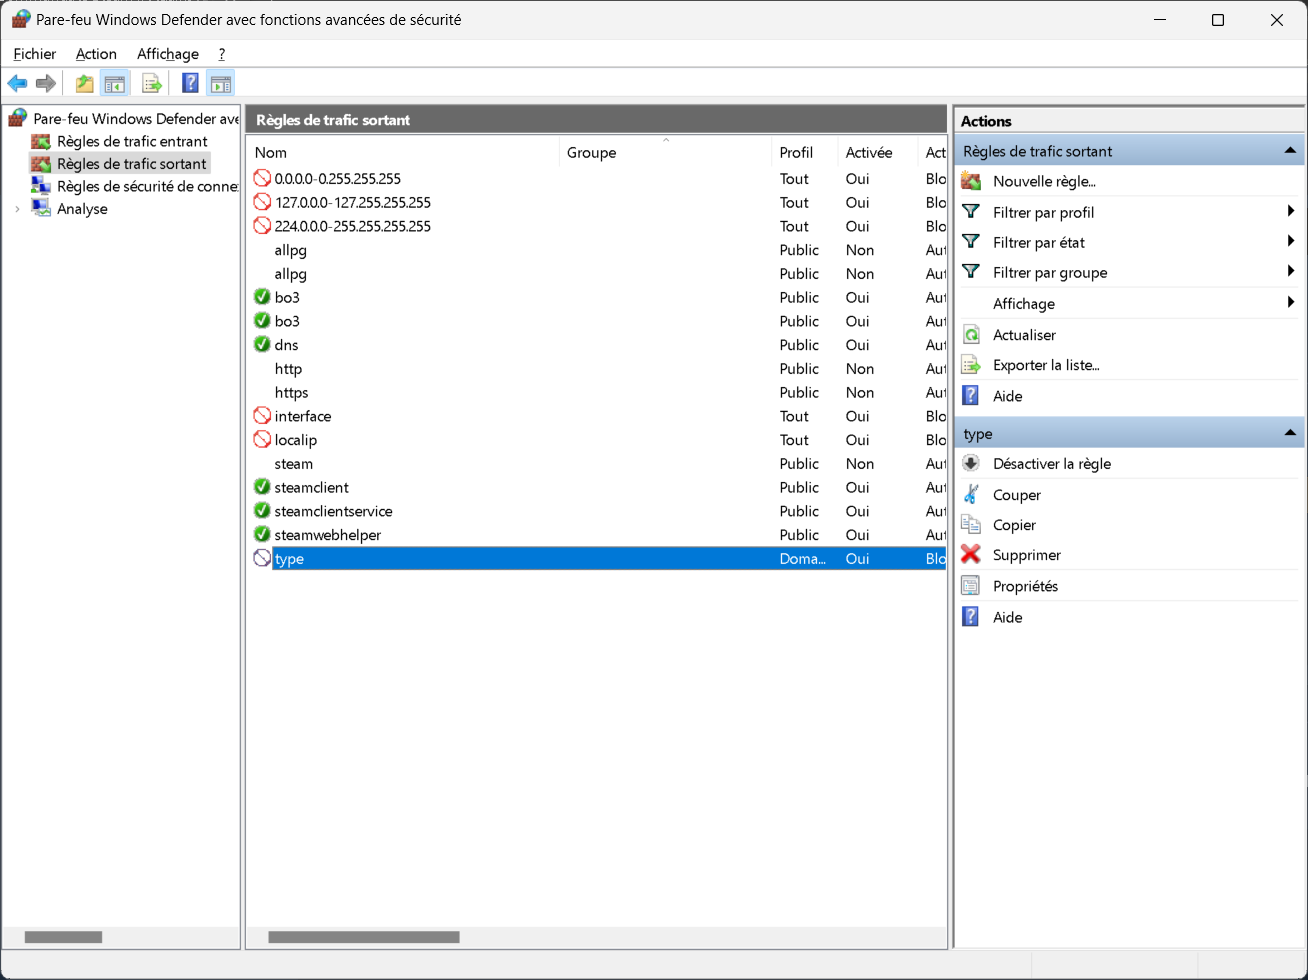 Pare-feu Windows Defender avec fonctions avancées de sécurité
Fichier Action Affichage ?
Pare-feu Windows Defender ave
Règles de trafic entrant
Règles de trafic sortant
Règles de sécurité de conne
Analyse
Règles de trafic sortant
Nom Groupe Profil Activée Act
0.0.0.0-0.255.255.255 Tout Oui Blo
127.0.0.0-127.255.255.255 Tout Oui Blo
224.0.0.0-255.255.255.255 Tout Oui Blo
allpg Public Non Aut
allpg Public Non Aut
bo3 Public Oui Aut
bo3 Public Oui Aut
dns Public Oui Aut
http Public Non Aut
https Public Non Aut
interface Tout Oui Blo
localip Tout Oui Blo
steam Public Non Aut
steamclient Public Oui Aut
steamclientservice Public Oui Aut
steamwebhelper Public Oui Aut
type Doma... Oui Blo
Actions
Règles de trafic sortant
Nouvelle règle...
Filtrer par profil
Filtrer par état
Filtrer par groupe
Affichage
Actualiser
Exporter la liste...
Aide
type
Désactiver la règle
Couper
Copier
Supprimer
Propriétés
Aide